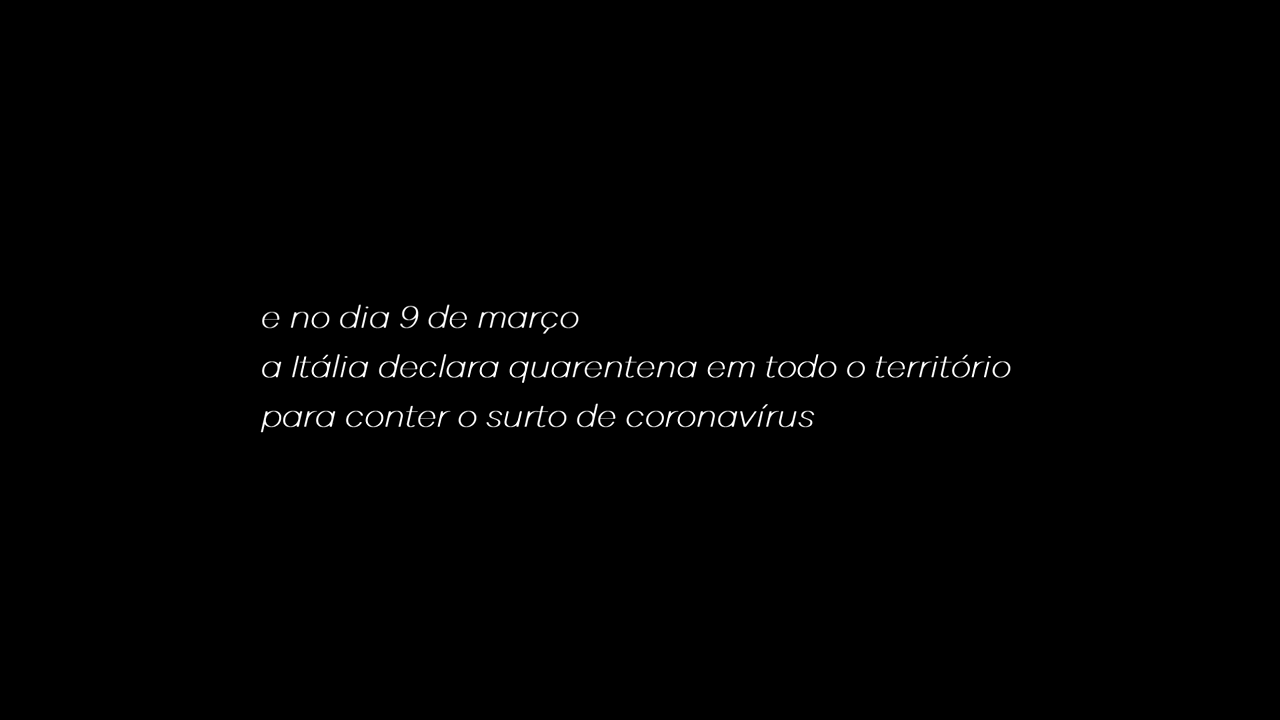 e no dia 9 de março
a Itália declara quarentena em todo o território
para conter o surto de coronavírus